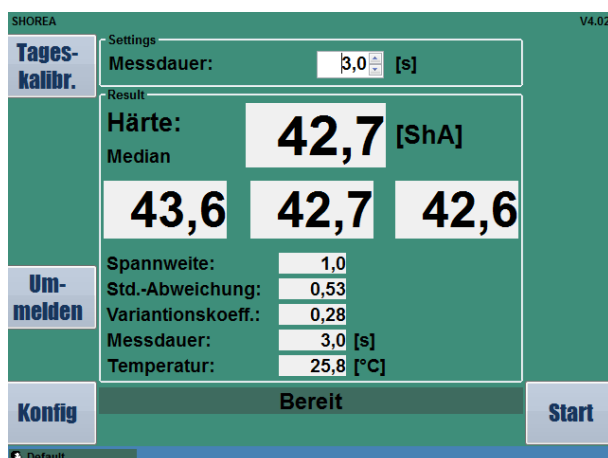 SHOREA V4.02
Tages-
kalibr.
Settings
Messdauer: 3,0 [s]
Result
Härte: 42,7 [ShA]
Median
43,6 42,7 42,6
Spannweite: 1,0
Std.-Abweichung: 0,53
Variantionskoeff.: 0,28
Messdauer: 3,0 [s]
Temperatur: 25,8 [°C]
Um-
melden
Bereit
Konfig
Start
Default